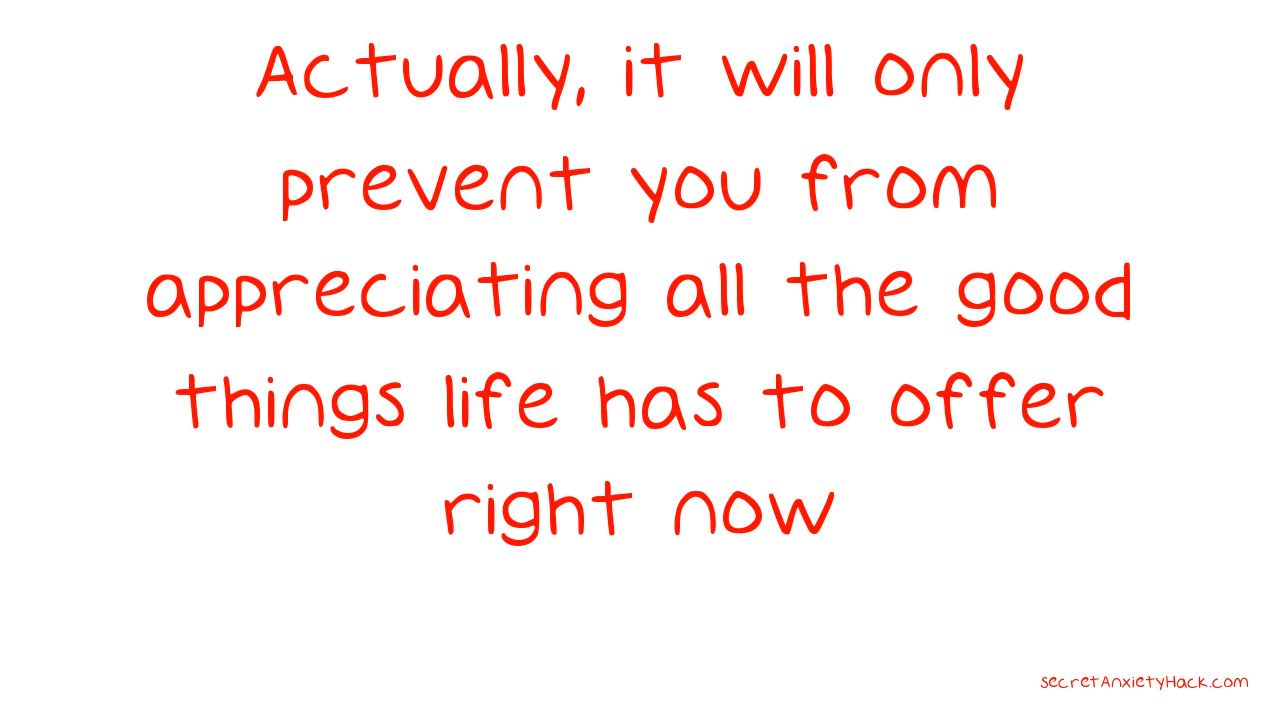 Actually, it will only
prevent you from
appreciating all the good
things life has to offer
right now
secretAnxietyHack.com